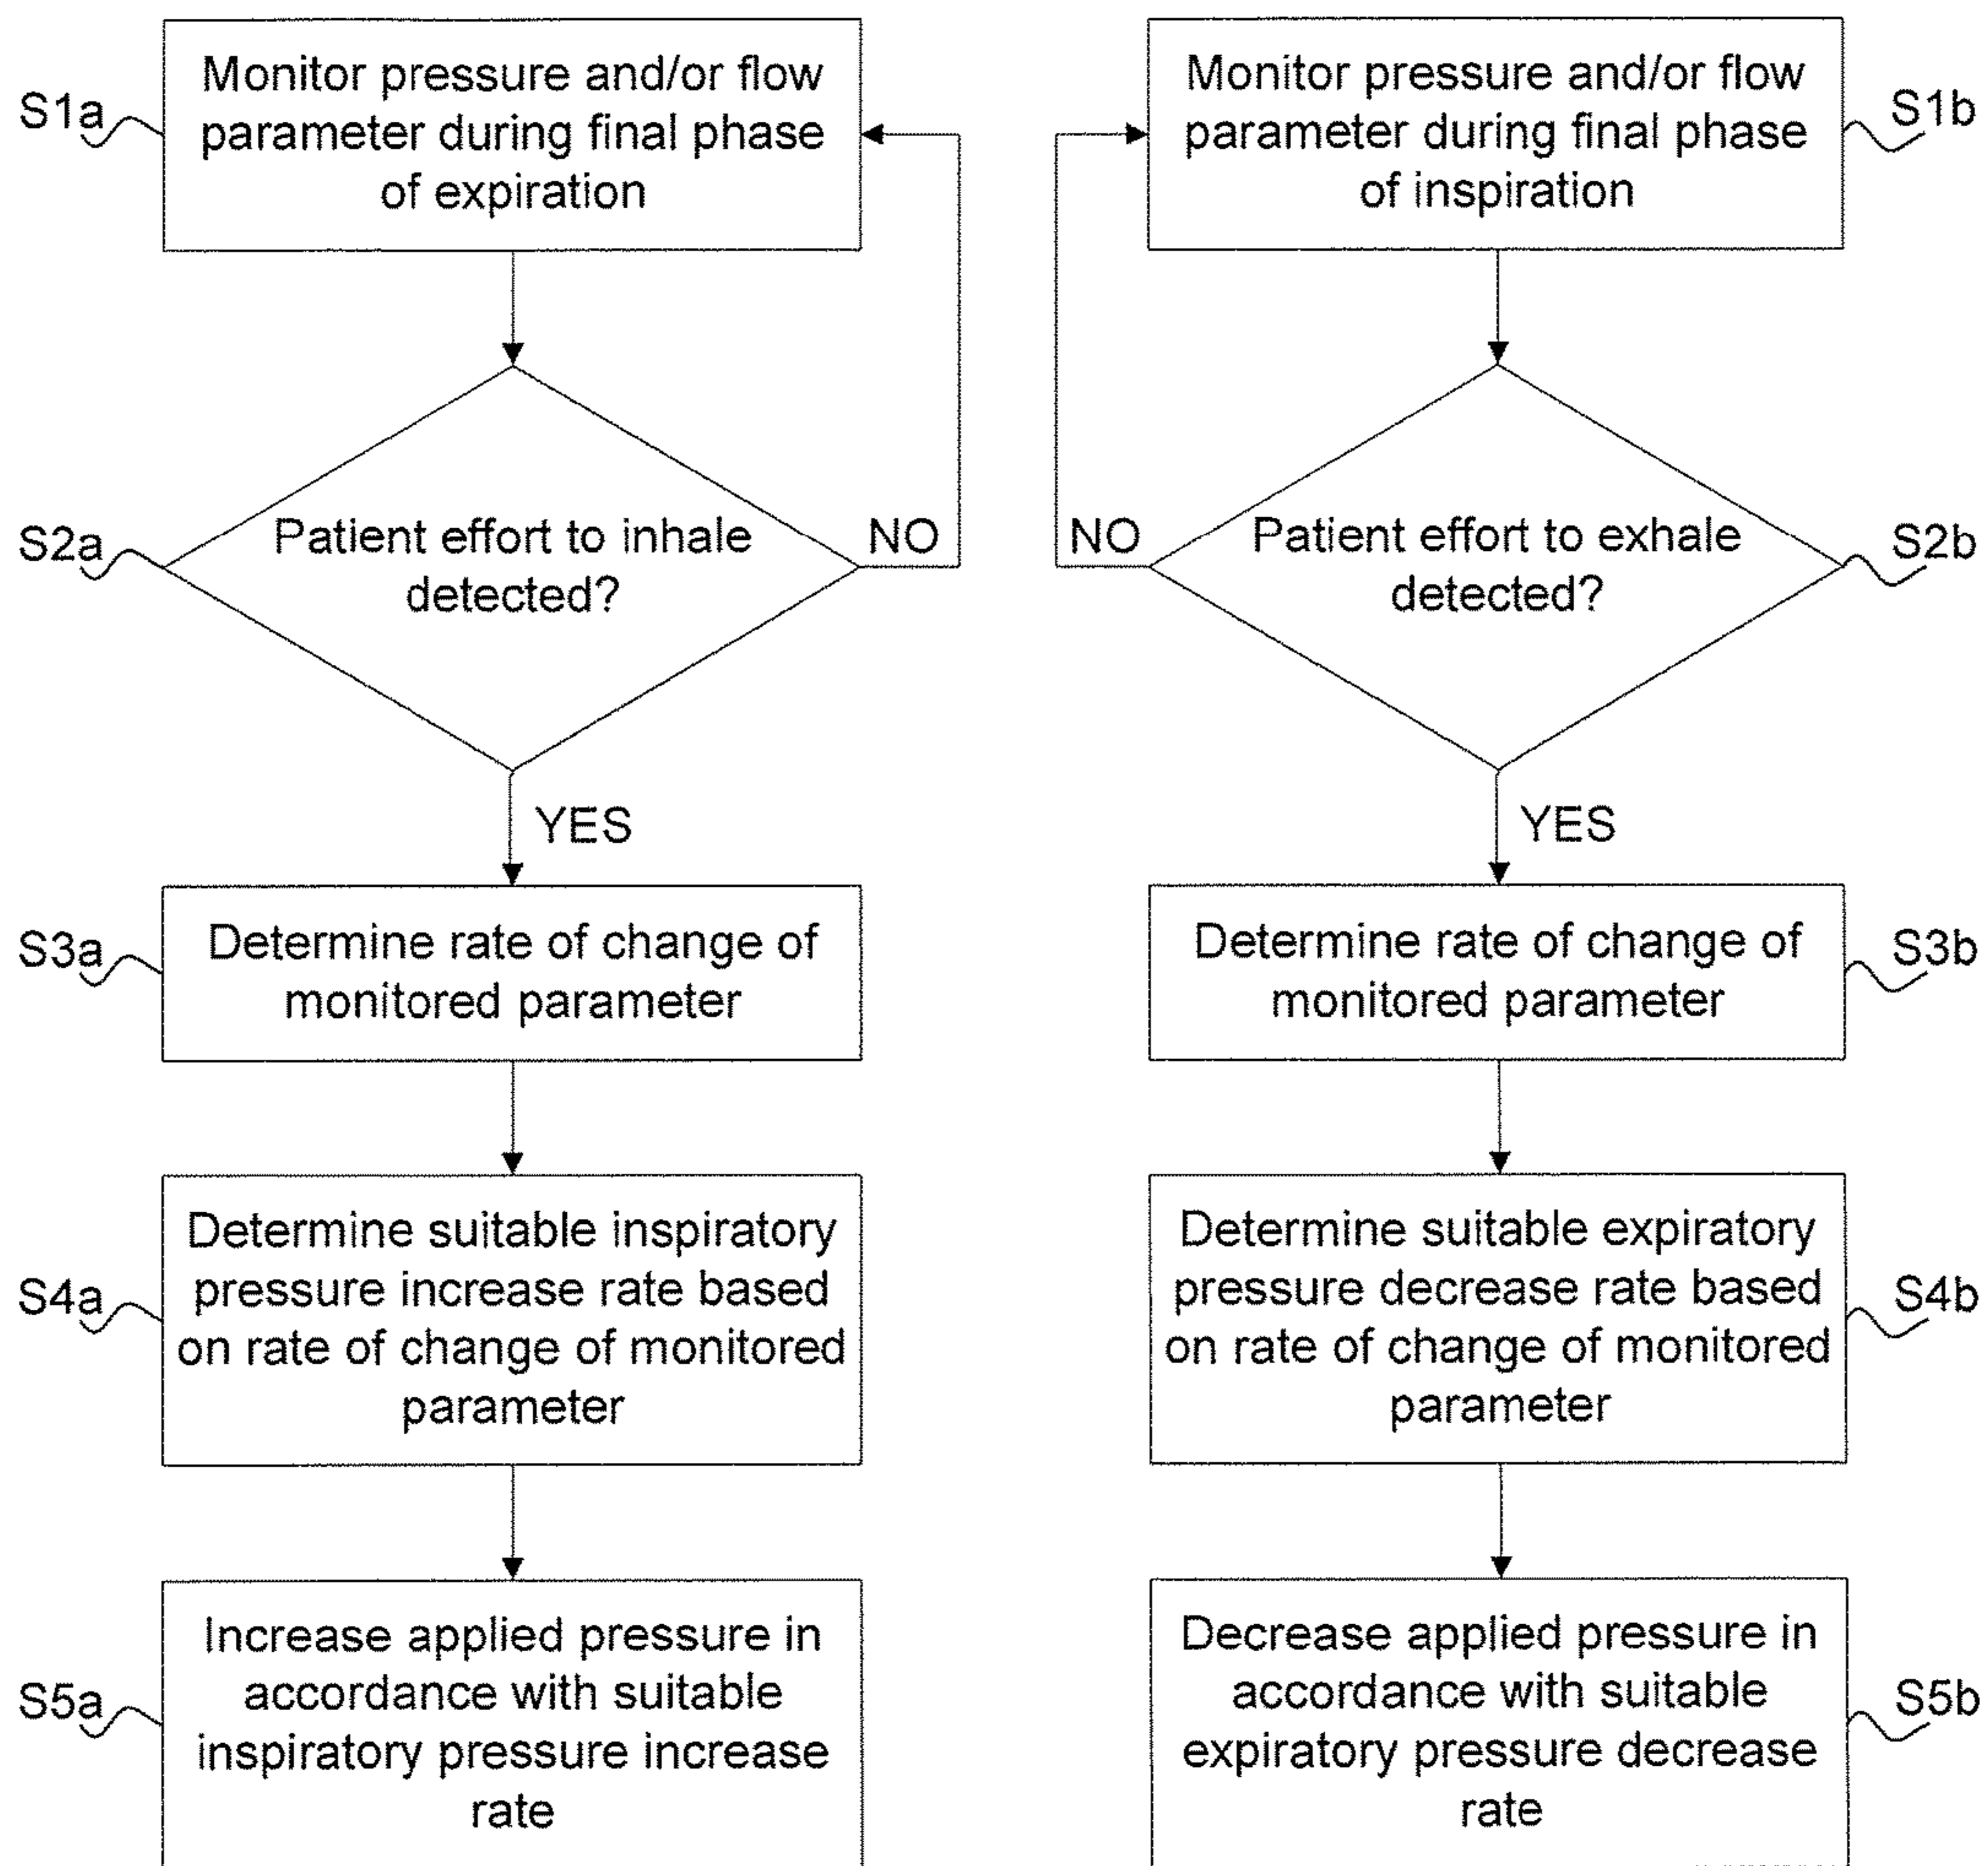 S1a
Monitor pressure and/or flow
parameter during final phase
of expiration
S2a
Patient effort to inhale
detected?
NO
YES
S3a
Determine rate of change of
monitored parameter
S4a
Determine suitable inspiratory
pressure increase rate based
on rate of change of monitored
parameter
S5a
Increase applied pressure in
accordance with suitable
inspiratory pressure increase
rate
Monitor pressure and/or flow
parameter during final phase
of inspiration
S1b
NO
Patient effort to exhale
detected?
S2b
YES
Determine rate of change of
monitored parameter
S3b
Determine suitable expiratory
pressure decrease rate based
on rate of change of monitored
parameter
S4b
Decrease applied pressure in
accordance with suitable
expiratory pressure decrease
rate
S5b